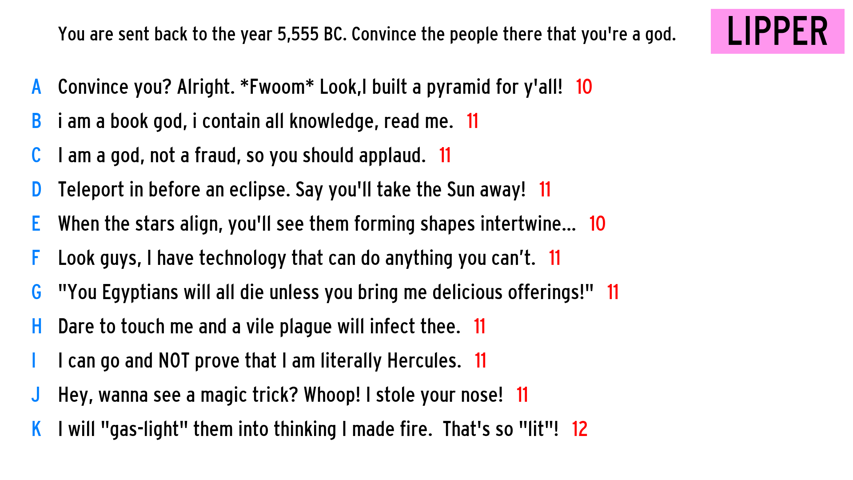 You are sent back to the year 5,555 BC. Convince the people there that you're a god.
LIPPER
A Convince you? Alright. *Fwoom* Look,I built a pyramid for y'all! 10
B i am a book god, i contain all knowledge, read me. 11
C I am a god, not a fraud, so you should applaud. 11
D Teleport in before an eclipse. Say you'll take the Sun away! 11
E When the stars align, you'll see them forming shapes intertwine... 10
F Look guys, I have technology that can do anything you can’t. 11
G "You Egyptians will all die unless you bring me delicious offerings!" 11
H Dare to touch me and a vile plague will infect thee. 11
I I can go and NOT prove that I am literally Hercules. 11
J Hey, wanna see a magic trick? Whoop! I stole your nose! 11
K I will "gas-light" them into thinking I made fire.  That's so "lit"! 12